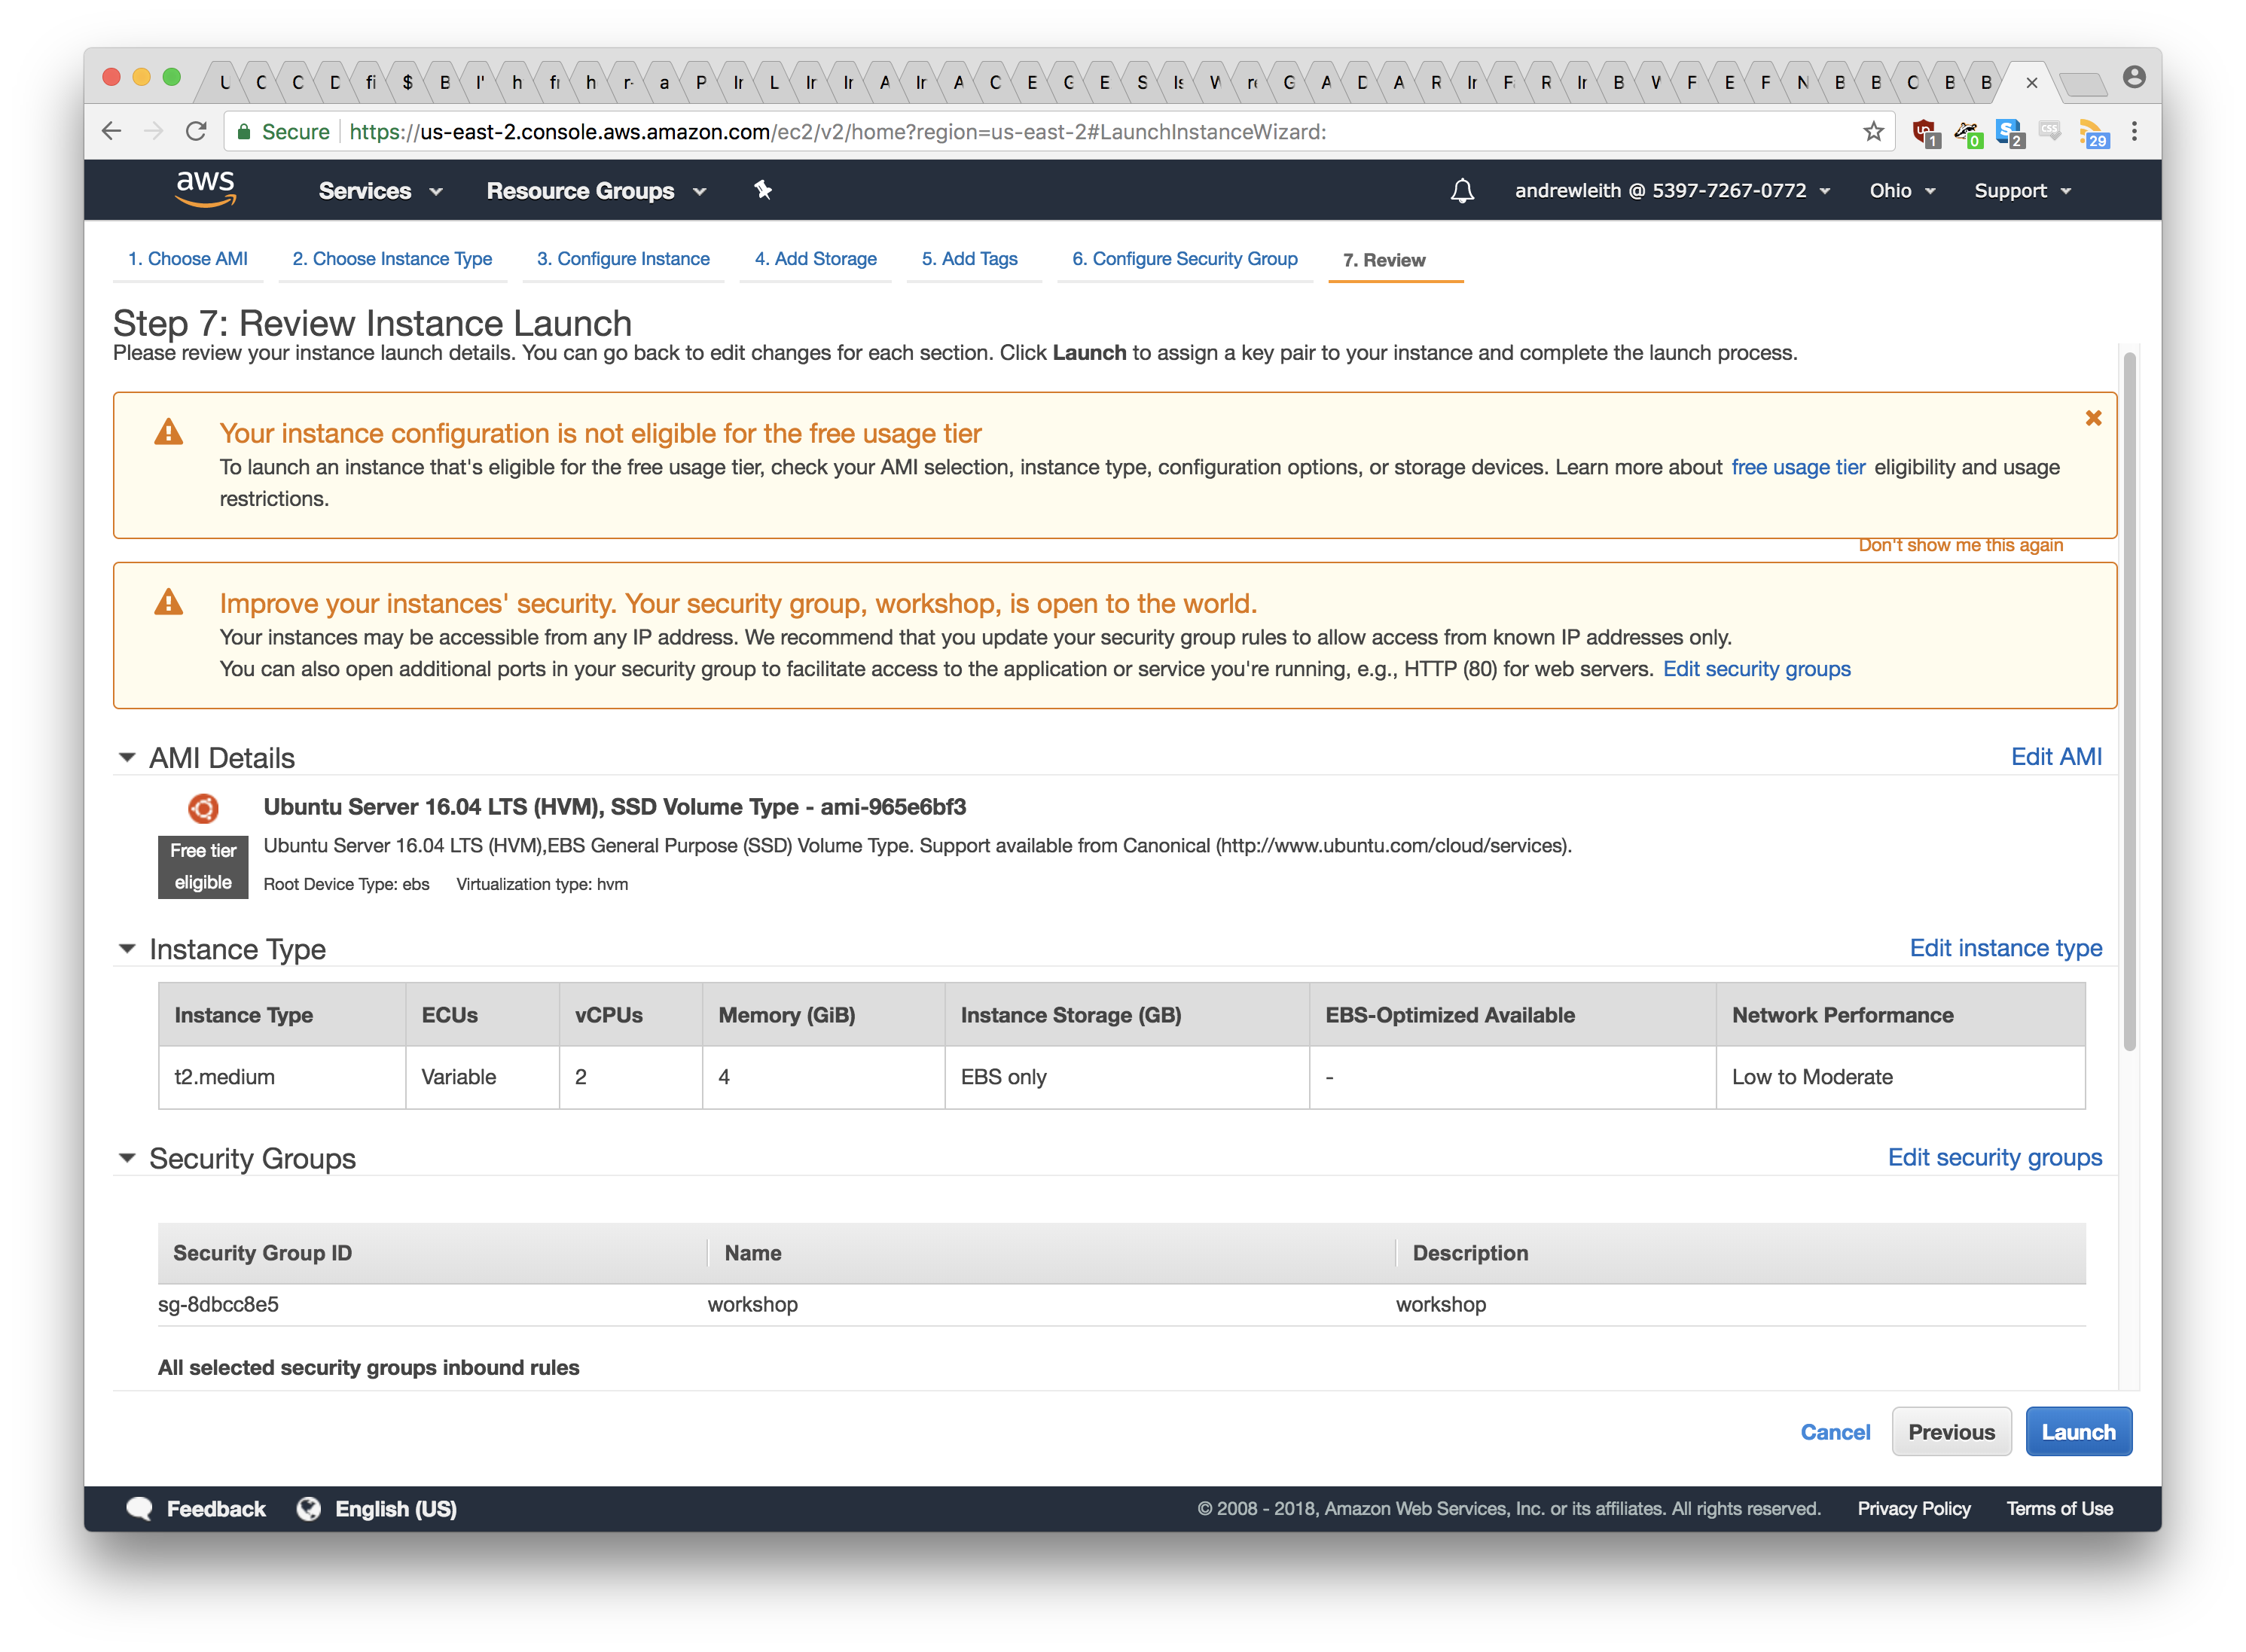 U C C D fi $ B I' h fr h r- a P Ir L Ir Ir A Ir A C E G E S Is W re G A D A R Ir F R Ir B W F E F N B B C B B
Secure https://us-east-2.console.aws.amazon.com/ec2/v2/home?region=us-east-2#LaunchInstanceWizard: 1 0 2 CSS 29
aws Services Resource Groups andrewleith @ 5397-7267-0772 Ohio Support
1. Choose AMI 2. Choose Instance Type 3. Configure Instance 4. Add Storage 5. Add Tags 6. Configure Security Group 7. Review
Step 7: Review Instance Launch
Please review your instance launch details. You can go back to edit changes for each section. Click Launch to assign a key pair to your instance and complete the launch process.
Your instance configuration is not eligible for the free usage tier
To launch an instance that's eligible for the free usage tier, check your AMI selection, instance type, configuration options, or storage devices. Learn more about free usage tier eligibility and usage
restrictions.
Don't show me this again
Improve your instances' security. Your security group, workshop, is open to the world.
Your instances may be accessible from any IP address. We recommend that you update your security group rules to allow access from known IP addresses only.
You can also open additional ports in your security group to facilitate access to the application or service you're running, e.g., HTTP (80) for web servers. Edit security groups
AMI Details Edit AMI
Ubuntu Server 16.04 LTS (HVM), SSD Volume Type - ami-965e6bf3
Free tier
eligible
Ubuntu Server 16.04 LTS (HVM),EBS General Purpose (SSD) Volume Type. Support available from Canonical (http://www.ubuntu.com/cloud/services).
Root Device Type: ebs Virtualization type: hvm
Instance Type Edit instance type
Instance Type ECUs vCPUs Memory (GiB) Instance Storage (GB) EBS-Optimized Available Network Performance
t2.medium Variable 2 4 EBS only - Low to Moderate
Security Groups Edit security groups
Security Group ID Name Description
sg-8dbcc8e5 workshop workshop
All selected security groups inbound rules
Cancel Previous Launch
Feedback English (US) © 2008 - 2018, Amazon Web Services, Inc. or its affiliates. All rights reserved. Privacy Policy Terms of Use